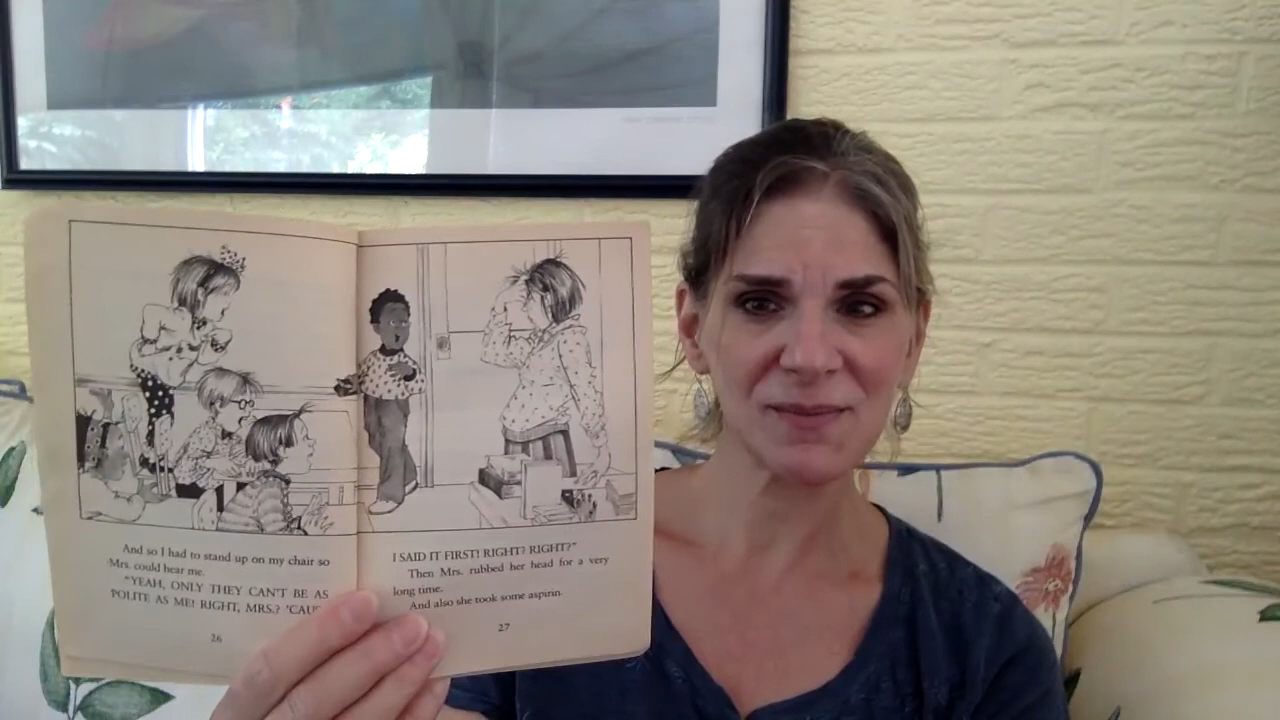 And so I had to stand up on my chair so
Mrs. could hear me.
"YEAH, ONLY THEY CAN'T BE AS
POLITE AS ME! RIGHT, MRS.? 'CAUSE
26
I SAID IT FIRST! RIGHT? RIGHT?"
Then Mrs. rubbed her head for a very
long time.
And also she took some aspirin.
27